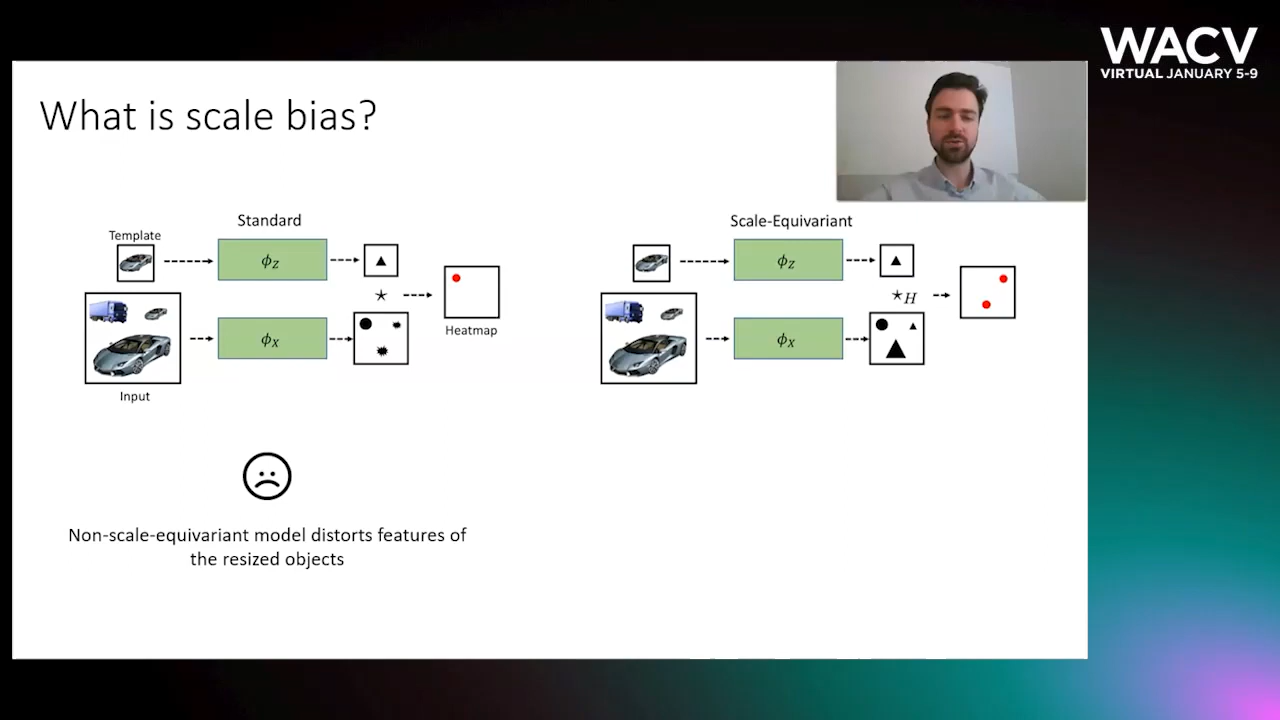 WACV
VIRTUAL JANUARY 5-9
What is scale bias?
Standard
Template
ϕZ
⋆
Heatmap
ϕX
Input
Scale-Equivariant
ϕZ
⋆H
ϕX
Non-scale-equivariant model distorts features of
the resized objects